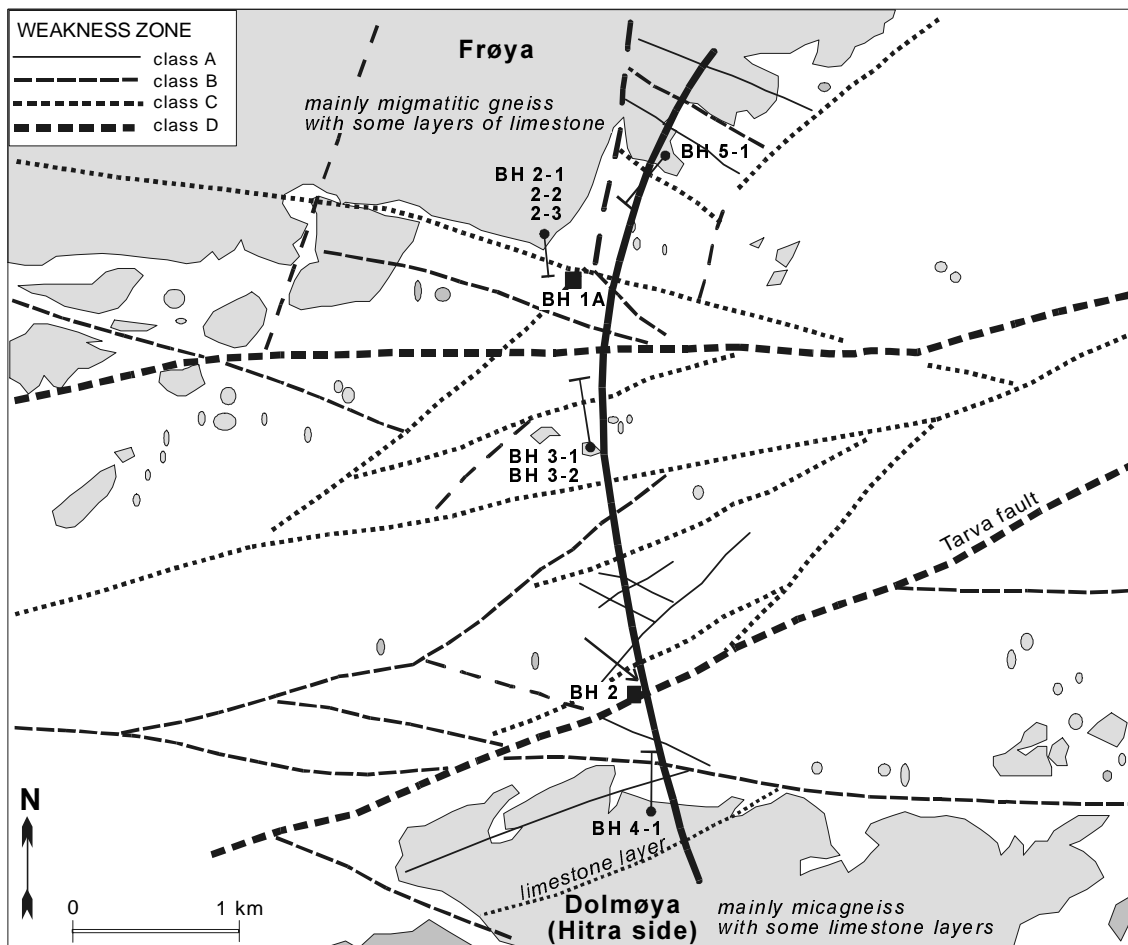 WEAKNESS ZONE
class A
class B
class C
class D
Frøya
mainly migmatitic gneiss
with some layers of limestone
BH 5-1
BH 2-1
2-2
2-3
BH 1A
BH 3-1
BH 3-2
Tarva fault
BH 2
N
BH 4-1
limestone layer
0 1 km
Dolmøya
(Hitra side)
mainly micagneiss
with some limestone layers